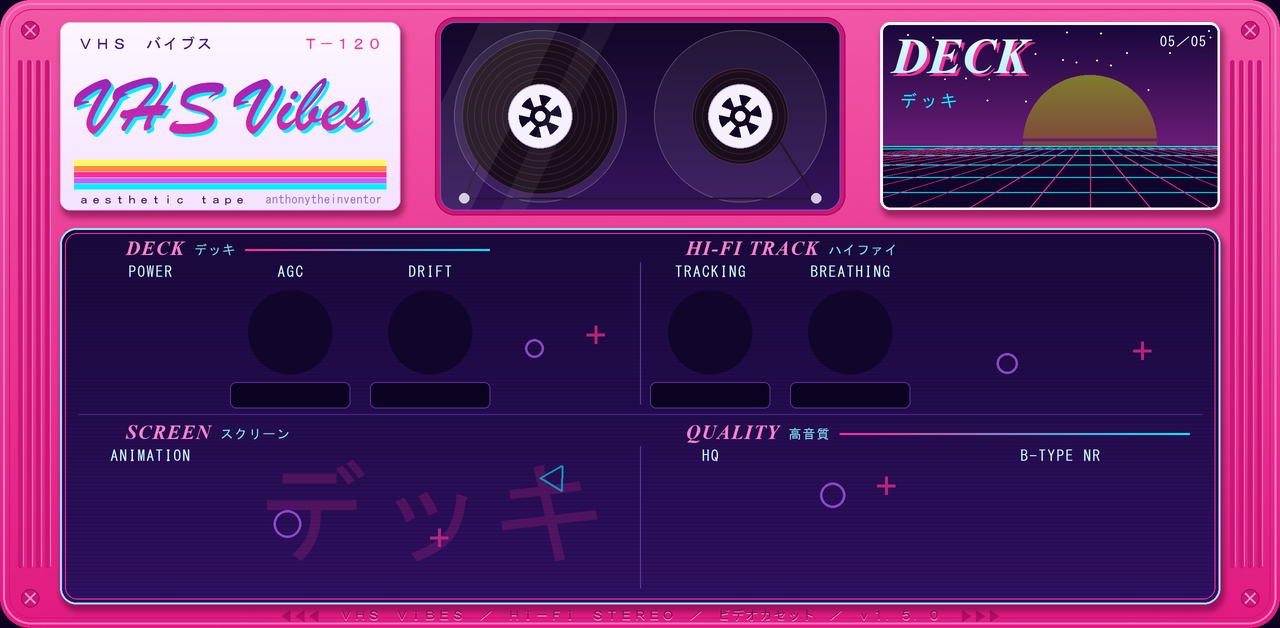 VHS バイブス
T-120
VHS Vibes
aesthetic tape
anthonytheinventor
DECK
05/05
デッキ
DECK デッキ
HI-FI TRACK ハイファイ
POWER
AGC
DRIFT
TRACKING
BREATHING
SCREEN スクリーン
QUALITY 高音質
ANIMATION
HQ
B-TYPE NR
デッキ
VHS VIBES / HI-FI STEREO / ビデオカセット / v1.5.0